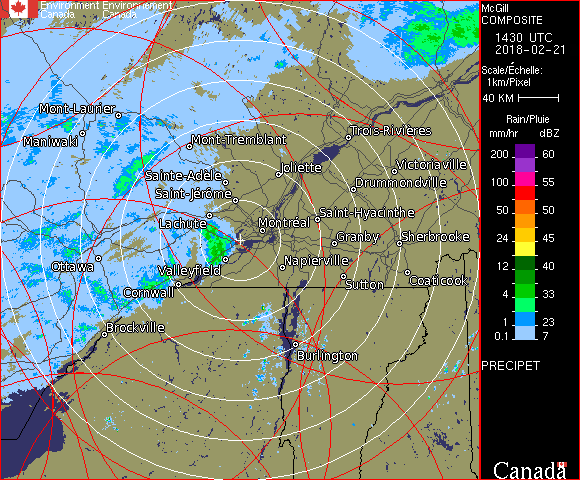 Environment Environnement
Canada Canada
McGill
COMPOSITE
1430 UTC
2018-02-21
Scale/Échelle:
1km/Pixel
40 KM
Rain/Pluie
mm/hr dBZ
200 60
100 55
50 50
24 45
12 40
4 33
1 23
0.1 7
PRECIPET
Canada
Mont-Laurier
Maniwaki
Mont-Tremblant
Trois-Rivières
Sainte-Adèle
Joliette
Victoriaville
Saint-Jérôme
Drummondville
Lachute
Montréal
Saint-Hyacinthe
Granby
Sherbrooke
Ottawa
Valleyfield
Napierville
Sutton
Coaticook
Cornwall
Brockville
Burlington